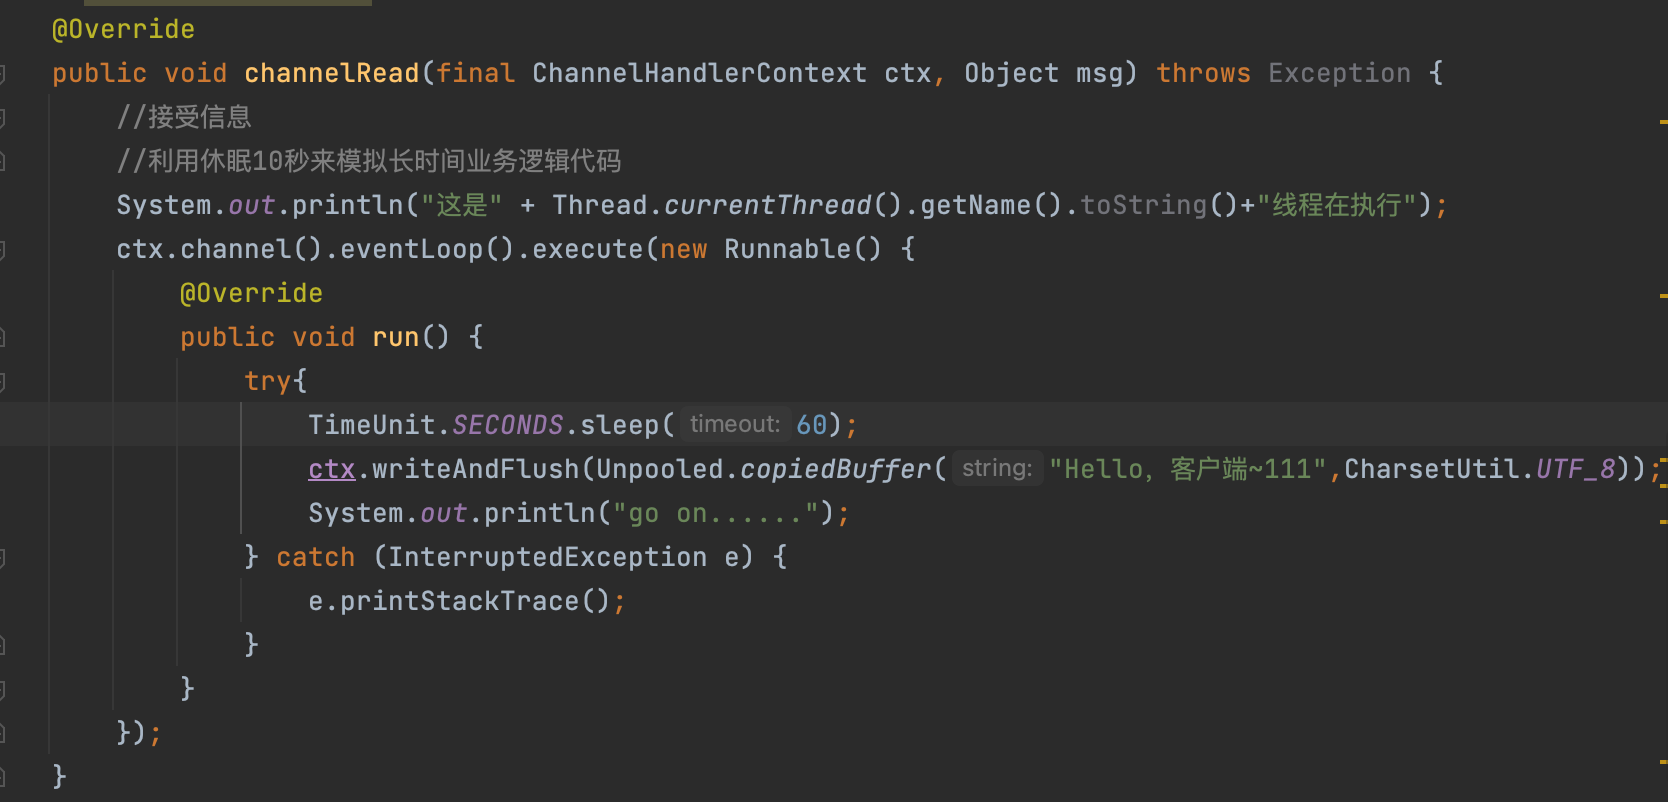 @Override
public void channelRead(final ChannelHandlerContext ctx, Object msg) throws Exception {
//接受信息
//利用休眠10秒来模拟长时间业务逻辑代码
System.out.println("这是" + Thread.currentThread().getName().toString()+"线程在执行");
ctx.channel().eventLoop().execute(new Runnable() {
@Override
public void run() {
try{
TimeUnit.SECONDS.sleep( timeout: 60);
ctx.writeAndFlush(Unpooled.copiedBuffer( string: "Hello, 客户端~111",CharsetUtil.UTF_8));
System.out.println("go on......");
} catch (InterruptedException e) {
e.printStackTrace();
}
}
});
}